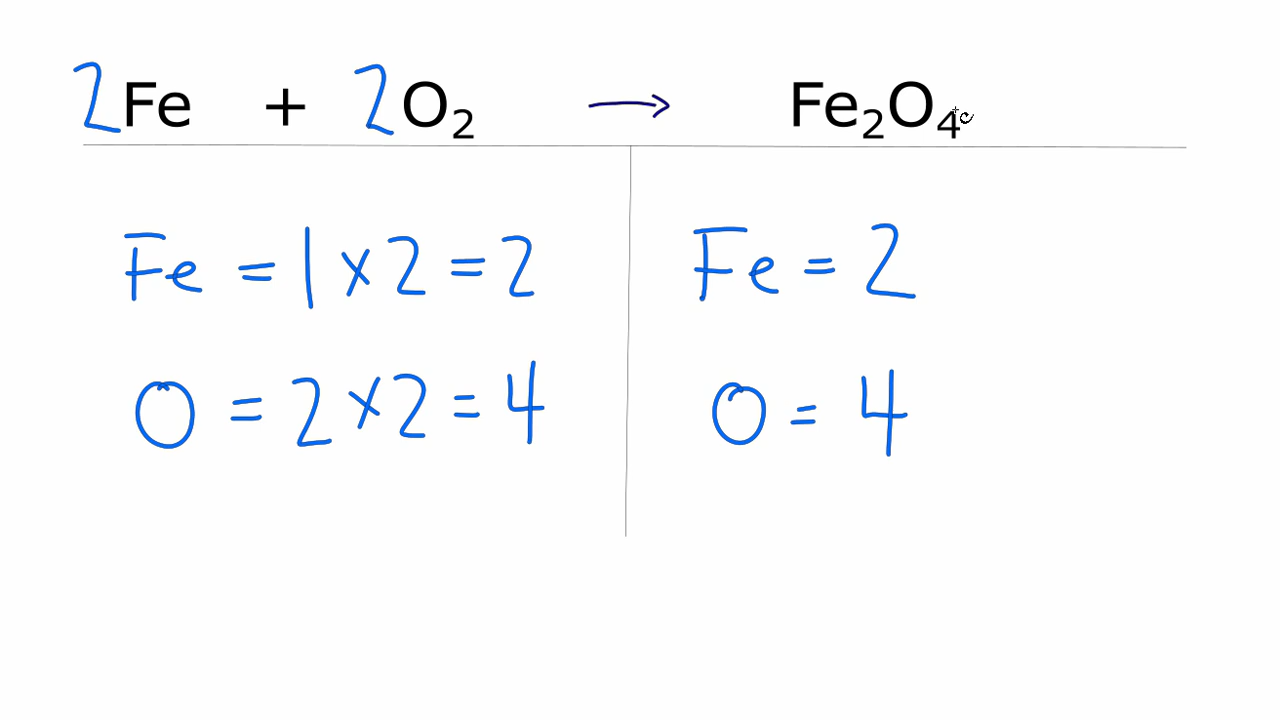 2Fe + 2O₂ → Fe₂O₄
Fe = 1 x 2 = 2 Fe = 2
O = 2 x 2 = 4 O = 4